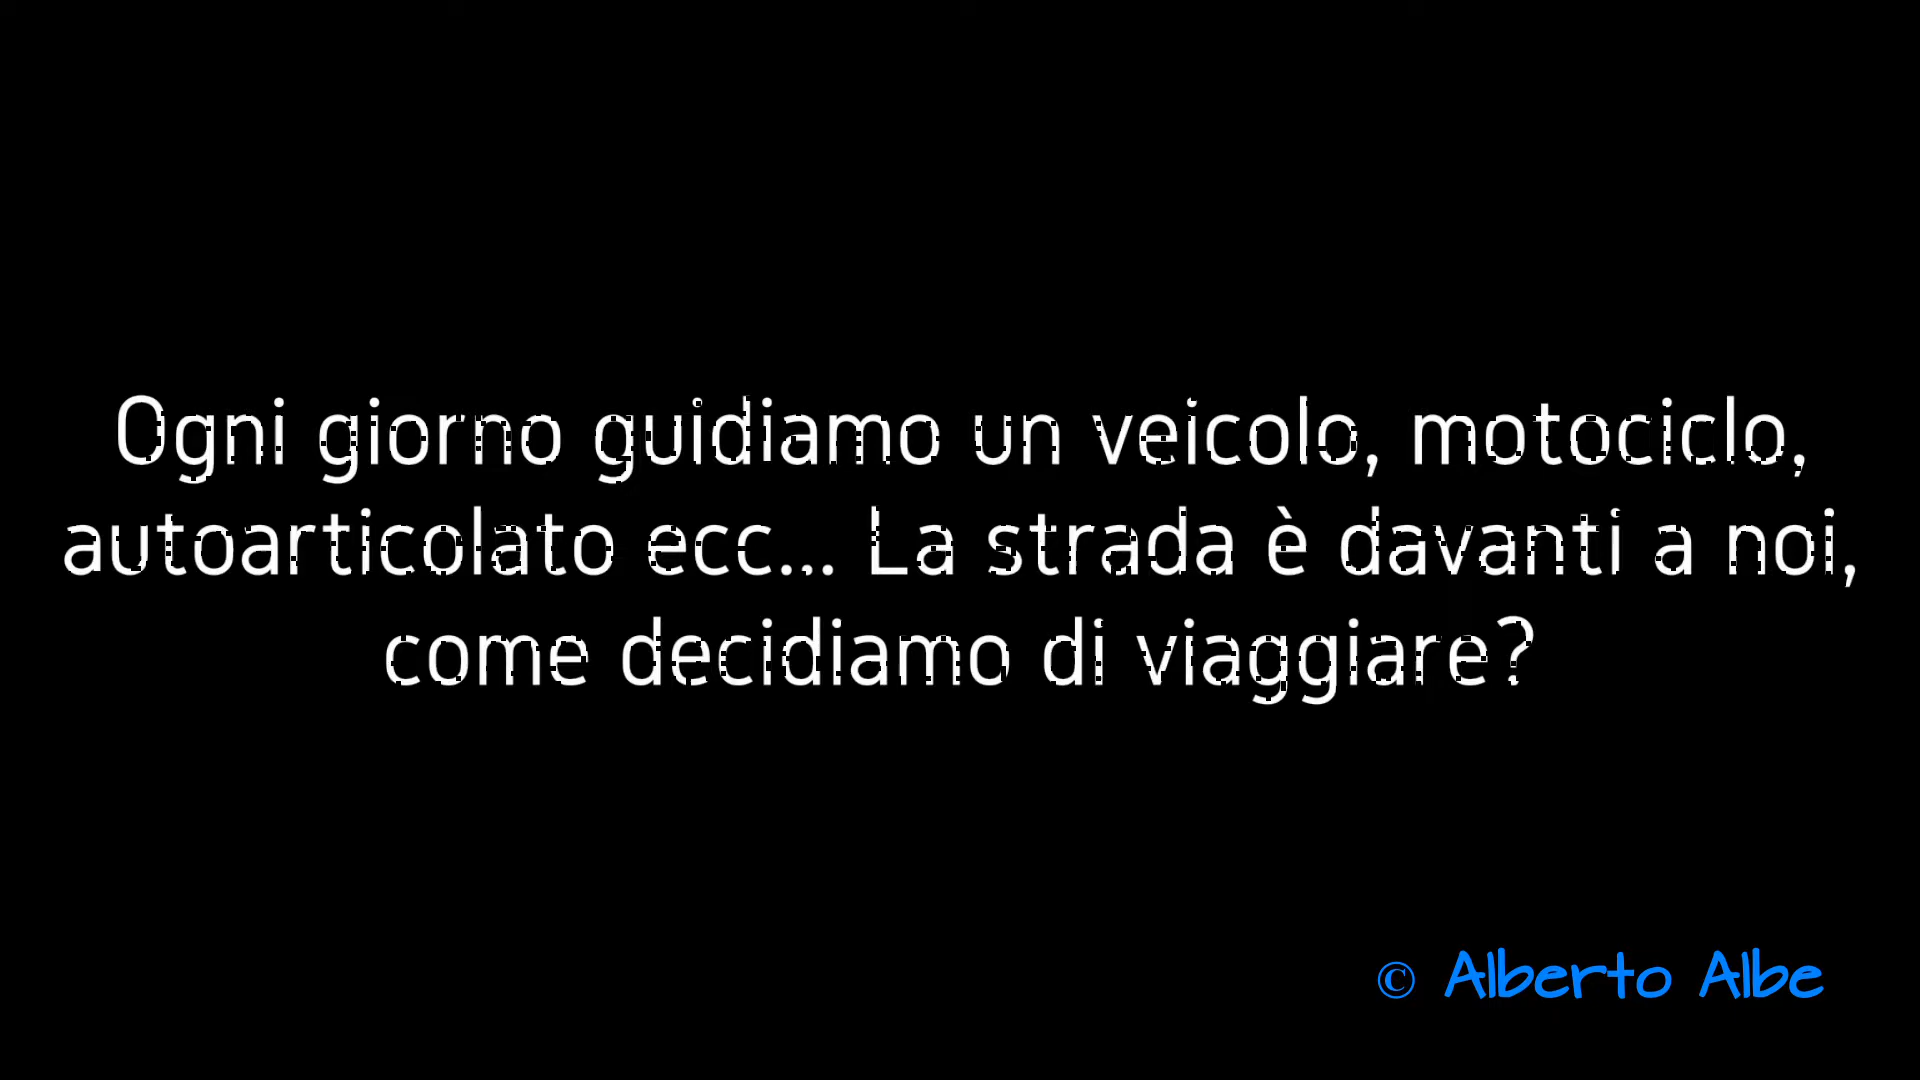 Ogni giorno guidiamo un veicolo, motociclo,
autoarticolato ecc... La strada è davanti a noi,
come decidiamo di viaggiare?
© Alberto Albe